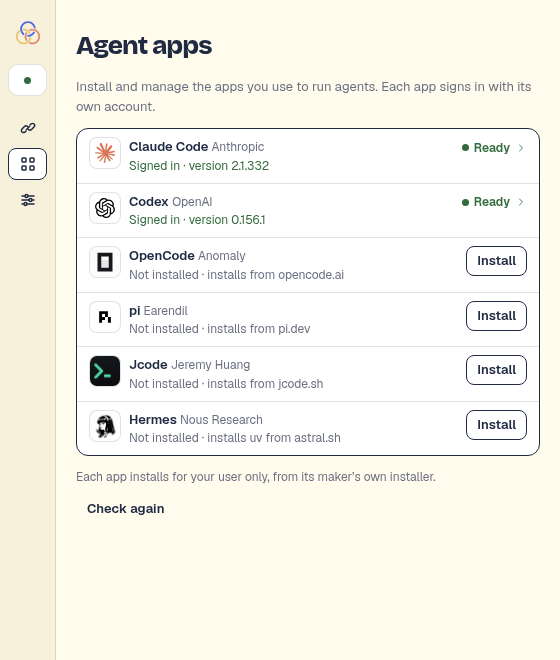 Agent apps
Install and manage the apps you use to run agents. Each app signs in with its
own account.
Claude Code Anthropic
Signed in · version 2.1.332
Ready
Codex OpenAI
Signed in · version 0.156.1
Ready
OpenCode Anomaly
Not installed · installs from opencode.ai
Install
pi Earendil
Not installed · installs from pi.dev
Install
Jcode Jeremy Huang
Not installed · installs from jcode.sh
Install
Hermes Nous Research
Not installed · installs uv from astral.sh
Install
Each app installs for your user only, from its maker's own installer.
Check again